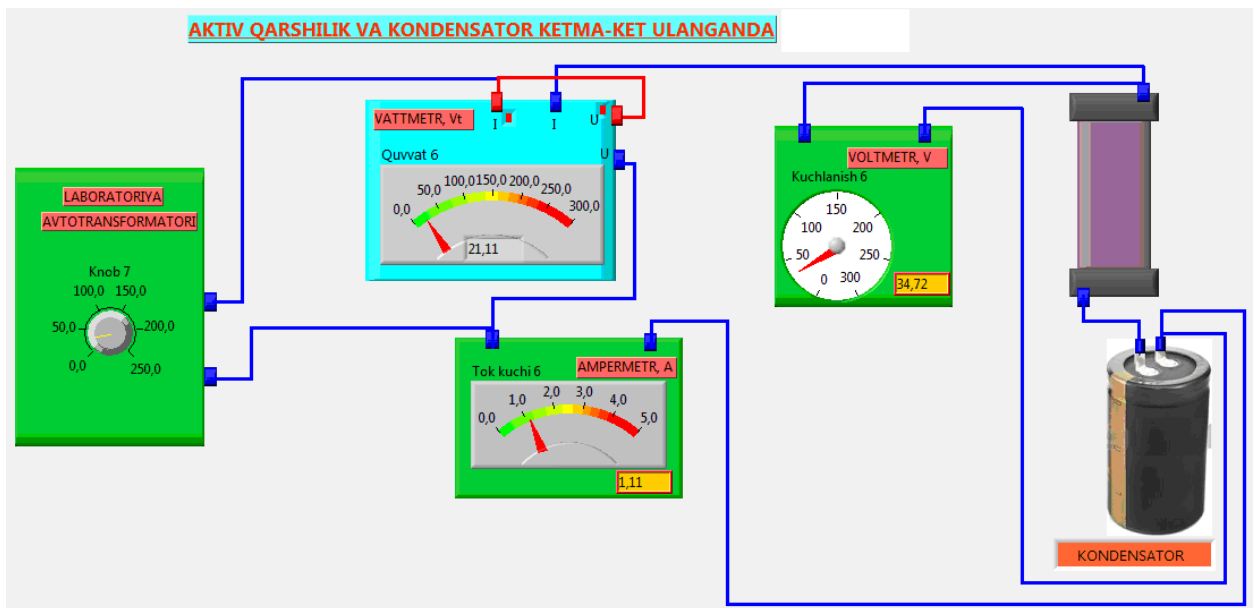 AKTIV QARSHILIK VA KONDENSATOR KETMA-KET ULANGANDA
VATTMETR, Vt
I
I
U
U
Quvvat 6
0,0
50,0
100,0
150,0
200,0
250,0
300,0
21,11
LABORATORIYA
AVTOTRANSFORMATORI
Knob 7
0,0
50,0
100,0
150,0
200,0
250,0
VOLTMETR, V
Kuchlanish 6
0
50
100
150
200
250
300
34,72
AMPERMETR, A
Tok kuchi 6
0,0
1,0
2,0
3,0
4,0
5,0
1,11
KONDENSATOR